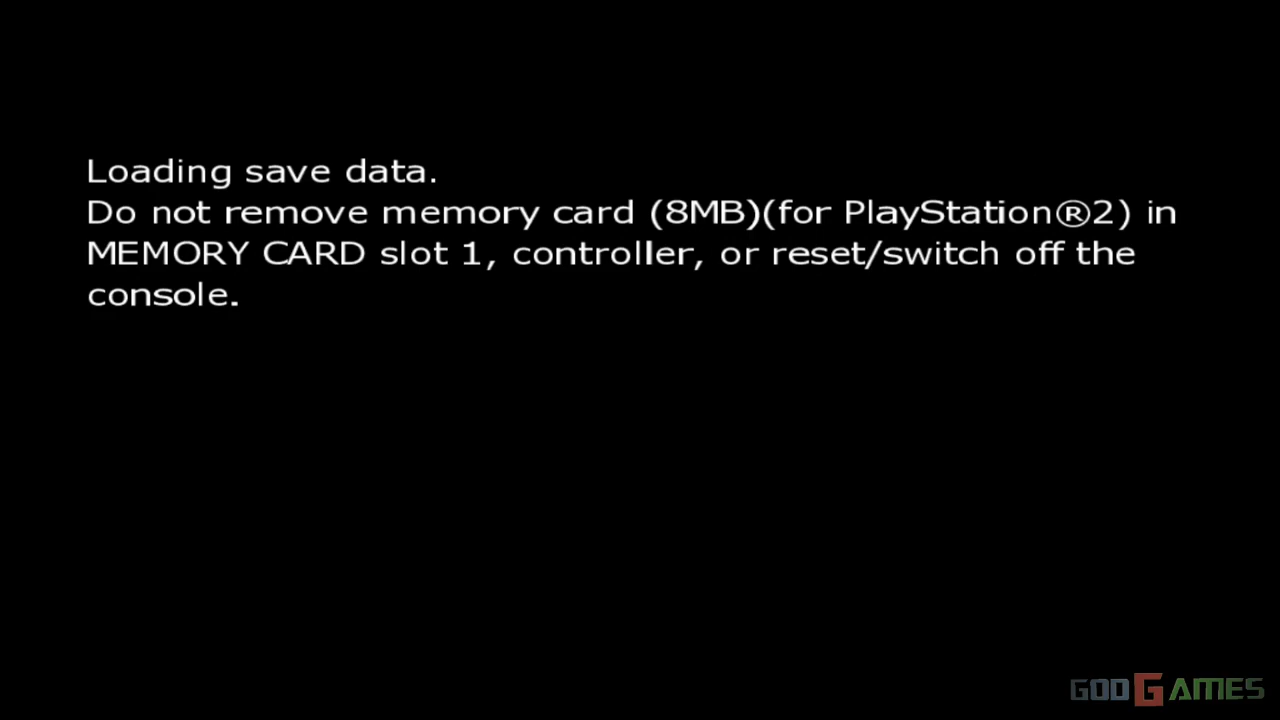 Loading save data.
Do not remove memory card (8MB)(for PlayStation®2) in
MEMORY CARD slot 1, controller, or reset/switch off the
console.
GODGAMES